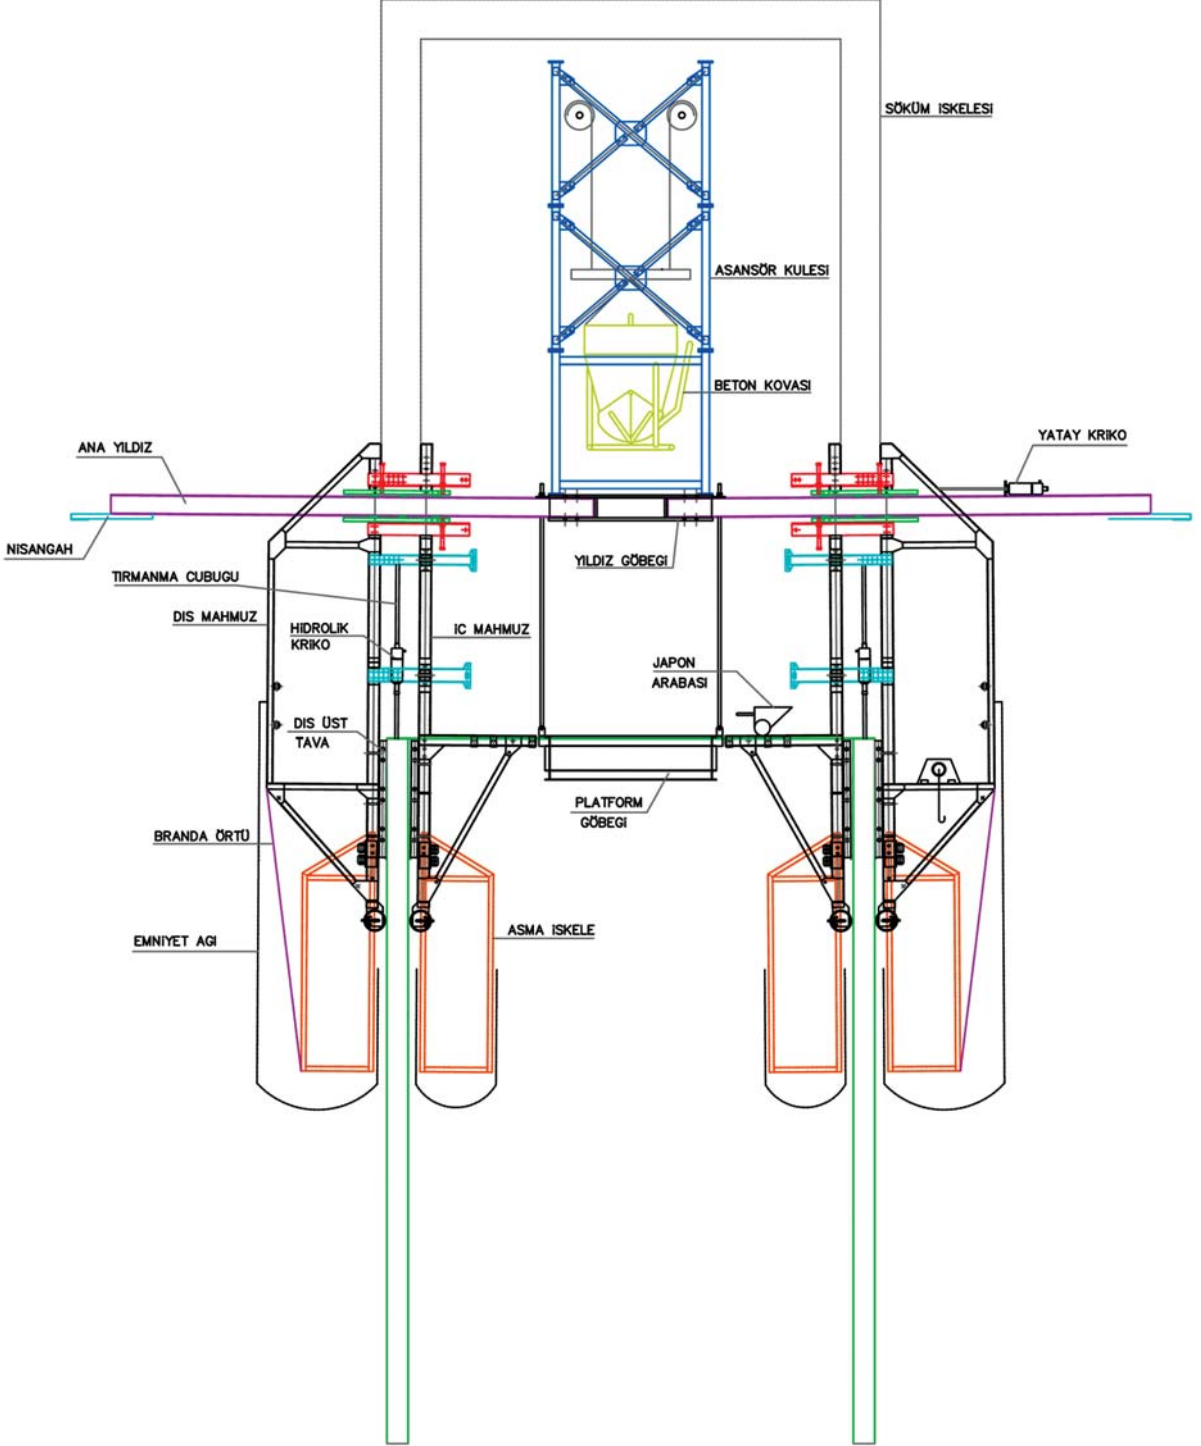 SÖKÜM ISKELESI
ASANSÖR KULESI
BETON KOVASI
ANA YILDIZ
YATAY KRIKO
NISANGAH
YILDIZ GÖBEGI
TIRMANMA CUBUGU
DIS MAHMUZ
HIDROLIK
KRIKO
IC MAHMUZ
JAPON
ARABASI
DIS ÜST
TAVA
PLATFORM
GÖBEGI
BRANDA ÖRTÜ
EMNIYET AGI
ASMA ISKELE